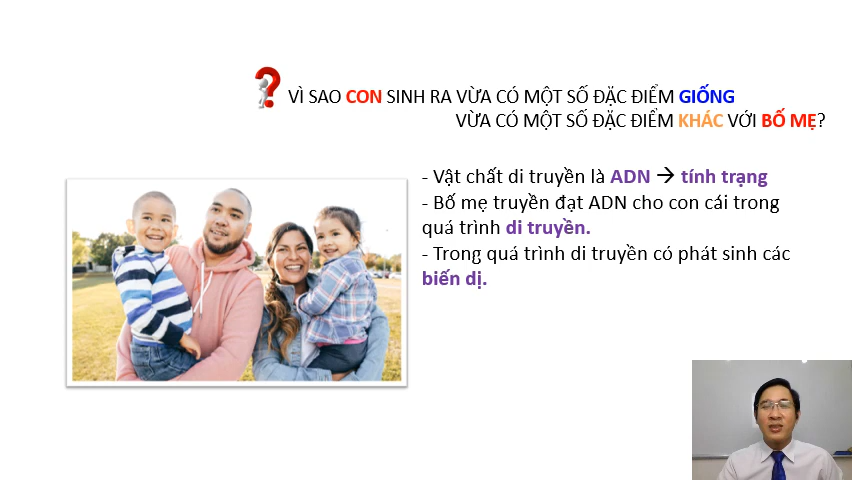 VÌ SAO CON SINH RA VỪA CÓ MỘT SỐ ĐẶC ĐIỂM GIỐNG
VỪA CÓ MỘT SỐ ĐẶC ĐIỂM KHÁC VỚI BỐ MẸ?
- Vật chất di truyền là ADN → tính trạng
- Bố mẹ truyền đạt ADN cho con cái trong
quá trình di truyền.
- Trong quá trình di truyền có phát sinh các
biến dị.